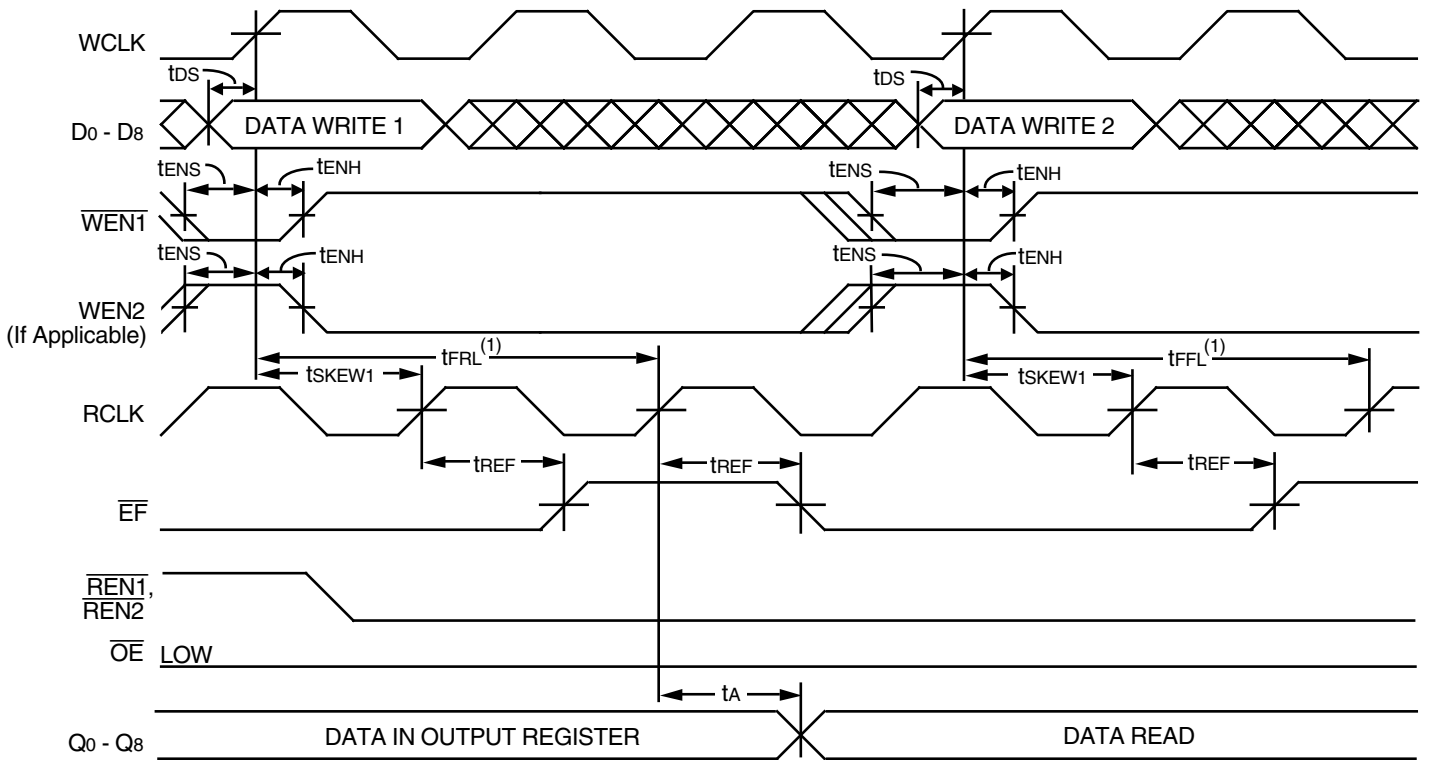 WCLK
tDS tDS
D0 - D8 DATA WRITE 1 DATA WRITE 2
tENS tENH tENS tENH
WEN1
tENS tENH tENS tENH
WEN2
(If Applicable)
tFRL(1) tFFL(1)
tSKEW1 tSKEW1
RCLK
tREF tREF tREF
EF
REN1,
REN2
OE LOW
tA
Q0 - Q8 DATA IN OUTPUT REGISTER DATA READ